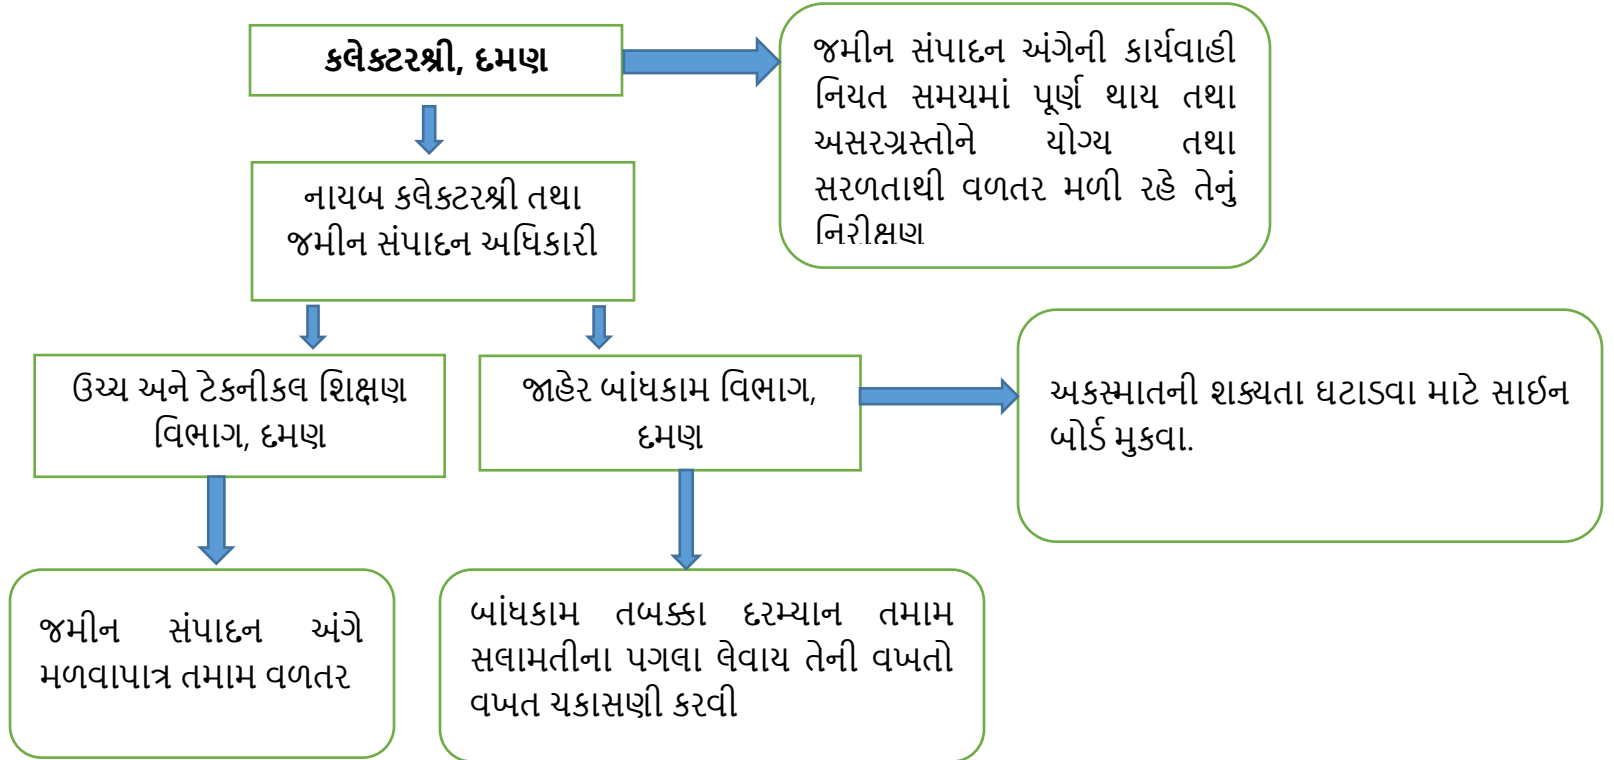 કલેક્ટરશ્રી, દમણ
જમીન સંપાદન અંગેની કાર્યવાહી
નિયત સમયમાં પૂર્ણ થાય તથા
અસરગ્રસ્તોને યોગ્ય તથા
સરળતાથી વળતર મળી રહે તેનું
નિરીક્ષણ
નાયબ કલેક્ટરશ્રી તથા
જમીન સંપાદન અધિકારી
ઉચ્ચ અને ટેકનીકલ શિક્ષણ
વિભાગ, દમણ
જાહેર બાંધકામ વિભાગ,
દમણ
અકસ્માતની શક્યતા ઘટાડવા માટે સાઈન
બોર્ડ મુકવા.
જમીન સંપાદન અંગે
મળવાપાત્ર તમામ વળતર
બાંધકામ તબક્કા દરમ્યાન તમામ
સલામતીના પગલા લેવાય તેની વખતો
વખત ચકાસણી કરવી